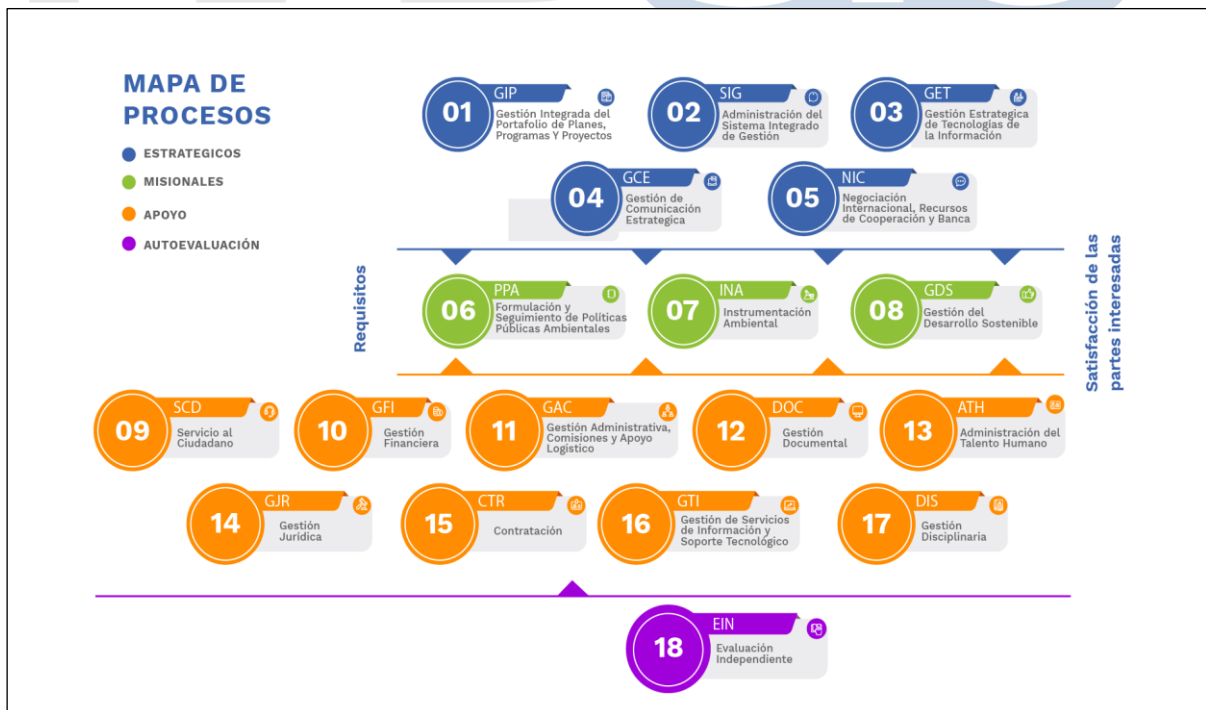 MAPA DE
PROCESOS
ESTRATEGICOS
MISIONALES
APOYO
AUTOEVALUACIÓN
01
GIP
Gestión Integrada del
Portafolio de Planes,
Programas Y Proyectos
02
SIG
Administración del
Sistema Integrado
de Gestión
03
GET
Gestión Estrategica
de Tecnologías de
la Información
04
GCE
Gestión de
Comunicación
Estrategica
05
NIC
Negociación
Internacional, Recursos
de Cooperación y Banca
Requisitos
06
PPA
Formulación y
Seguimiento de Políticas
Públicas Ambientales
07
INA
Instrumentación
Ambiental
08
GDS
Gestión del
Desarrollo Sostenible
Satisfacción de las
partes interesadas
09
SCD
Servicio al
Ciudadano
10
GFI
Gestión
Financiera
11
GAC
Gestión Administrativa,
Comisiones y Apoyo
Logístico
12
DOC
Gestión
Documental
13
ATH
Administración del
Talento Humano
14
GJR
Gestión
Jurídica
15
CTR
Contratación
16
GTI
Gestión de Servicios
de Información y
Soporte Tecnológico
17
DIS
Gestión
Disciplinaria
18
EIN
Evaluación
Independiente